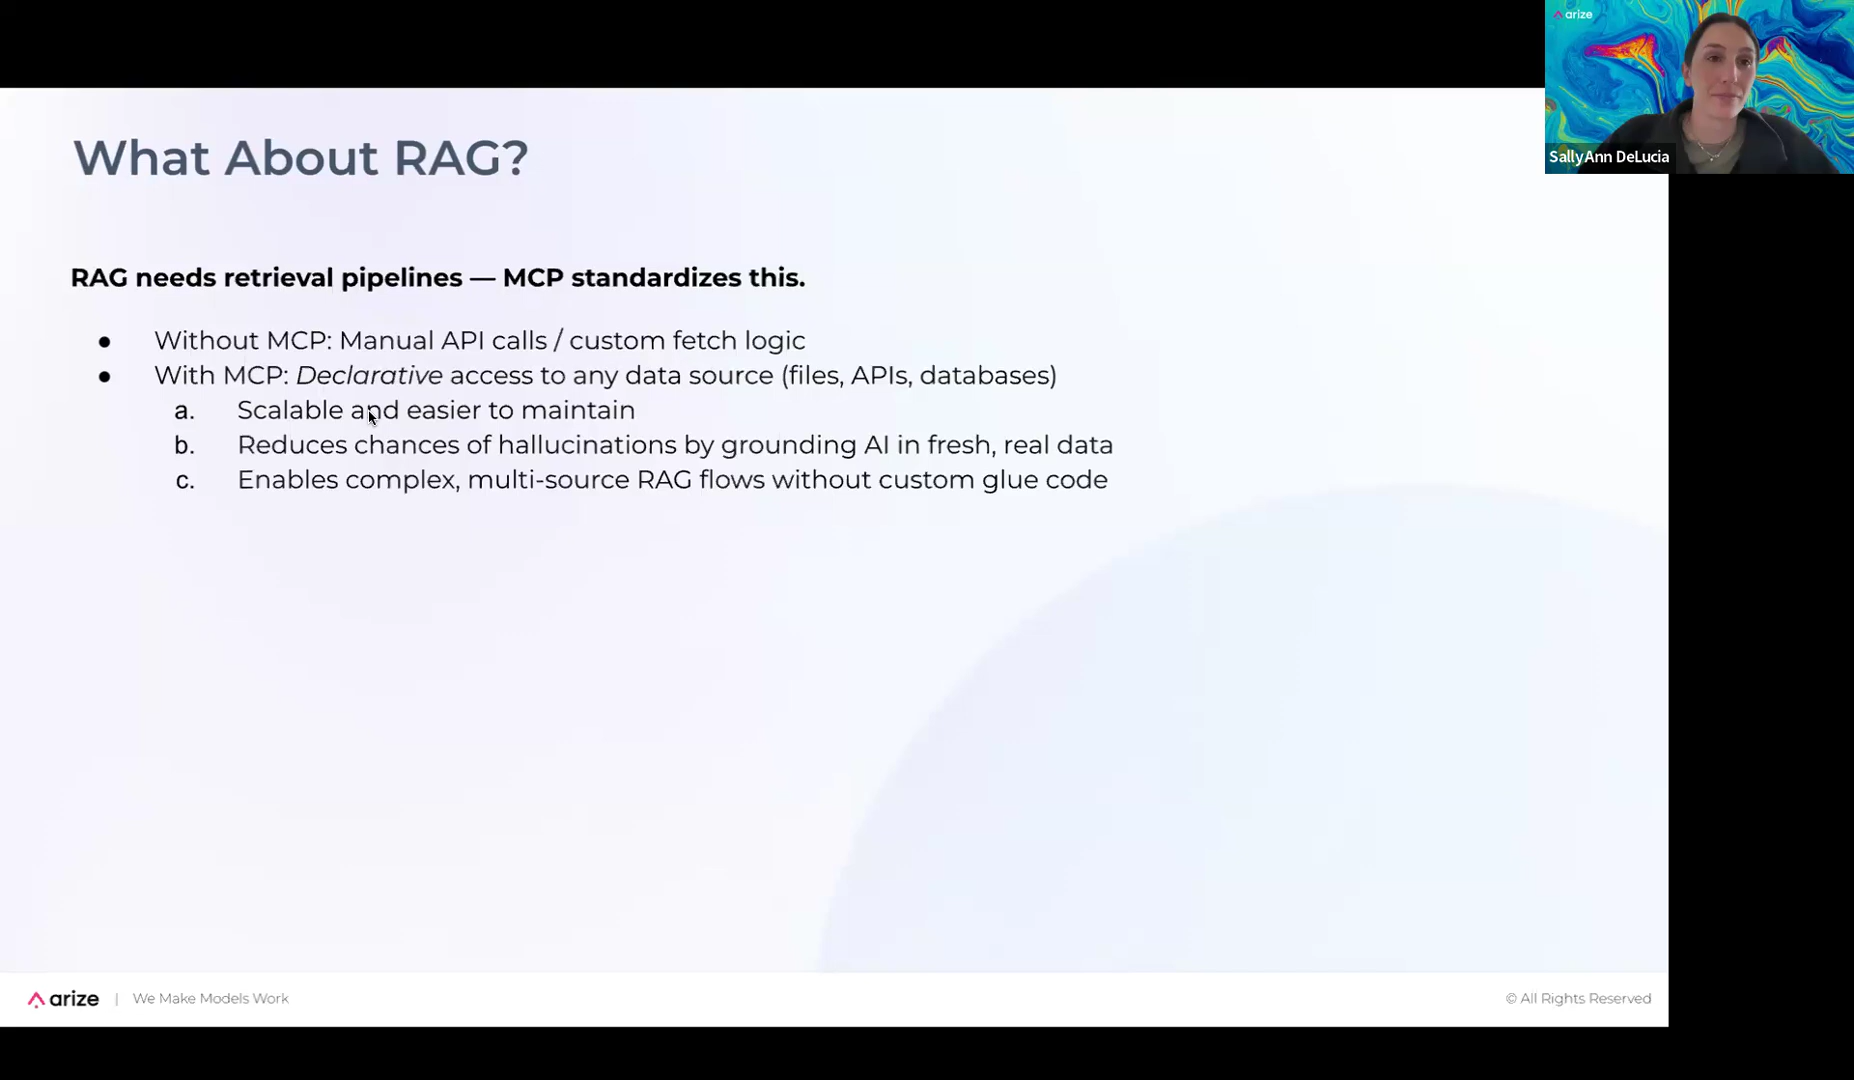 arize
SallyAnn DeLucia
What About RAG?
RAG needs retrieval pipelines — MCP standardizes this.
● Without MCP: Manual API calls / custom fetch logic
● With MCP: Declarative access to any data source (files, APIs, databases)
a. Scalable and easier to maintain
b. Reduces chances of hallucinations by grounding AI in fresh, real data
c. Enables complex, multi-source RAG flows without custom glue code
arize | We Make Models Work
© All Rights Reserved